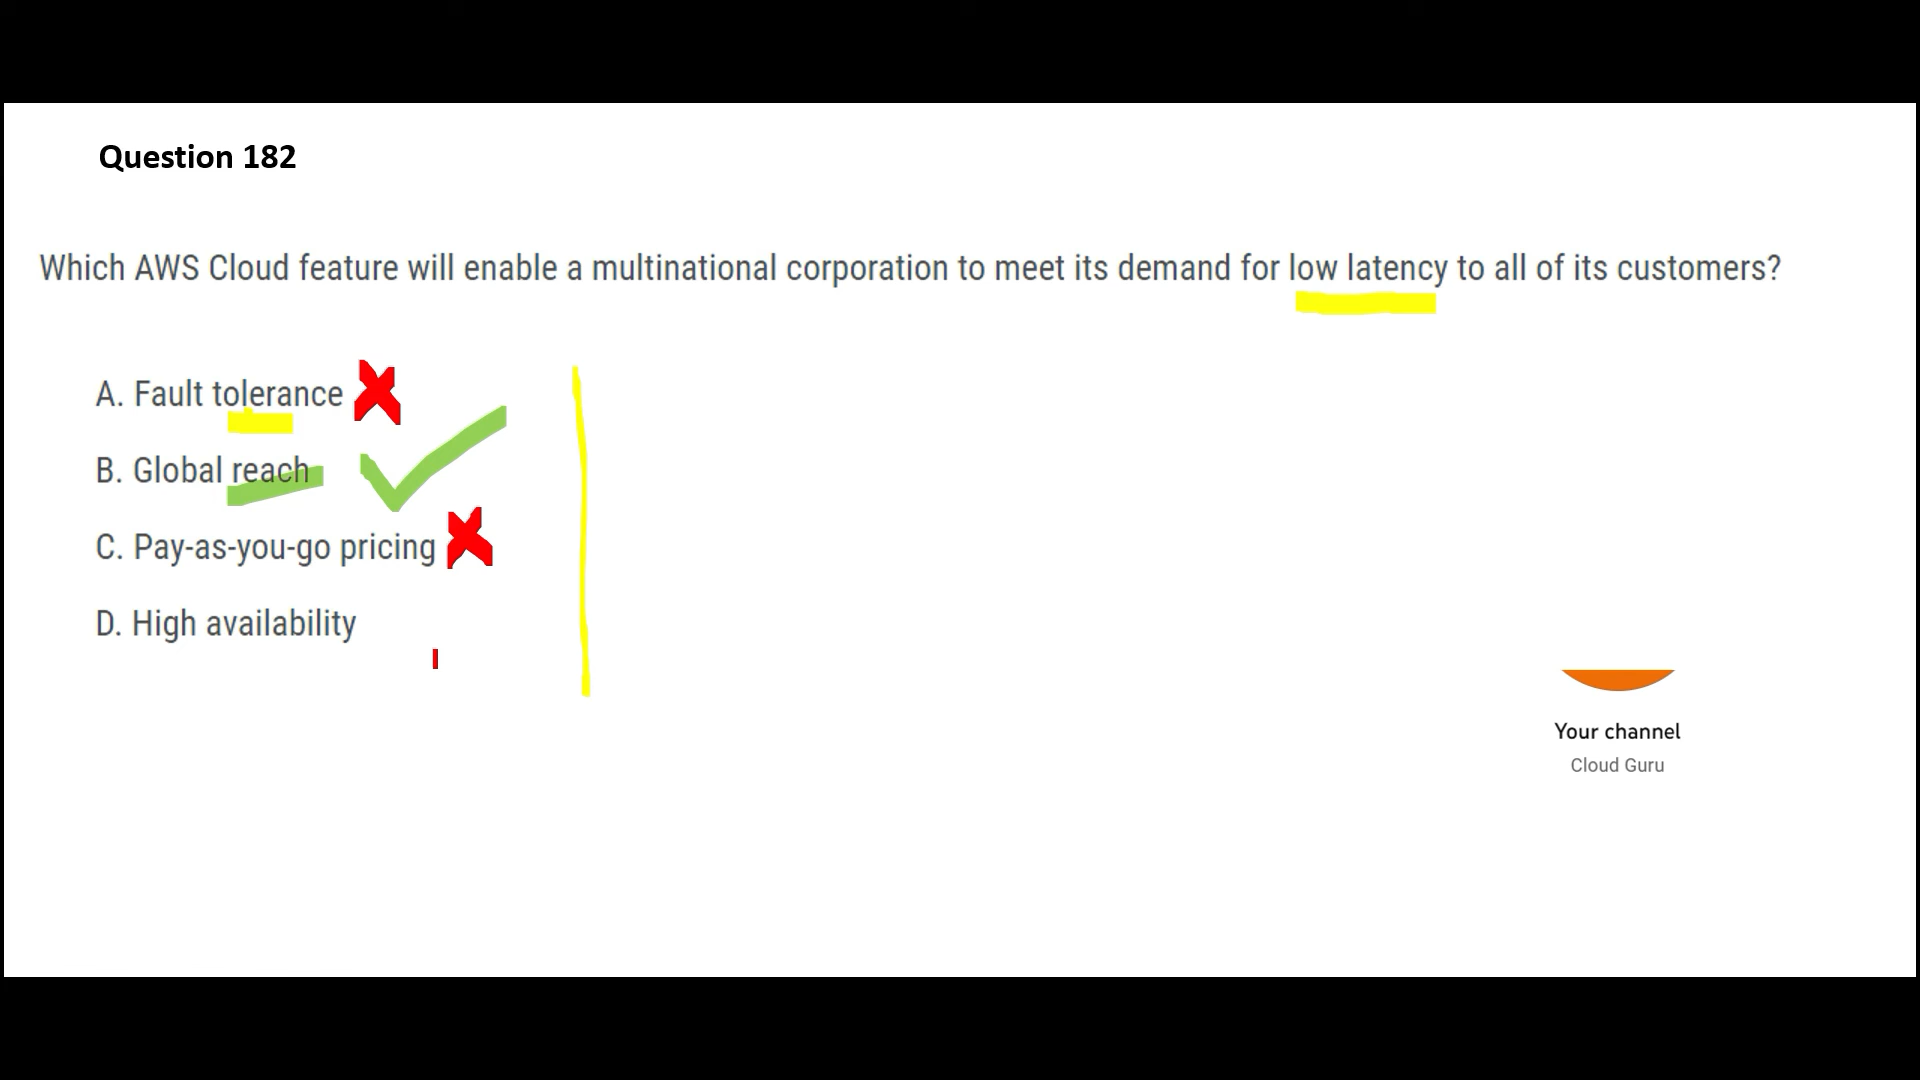 Question 182
Which AWS Cloud feature will enable a multinational corporation to meet its demand for low latency to all of its customers?
A. Fault tolerance
B. Global reach
C. Pay-as-you-go pricing
D. High availability
Your channel
Cloud Guru